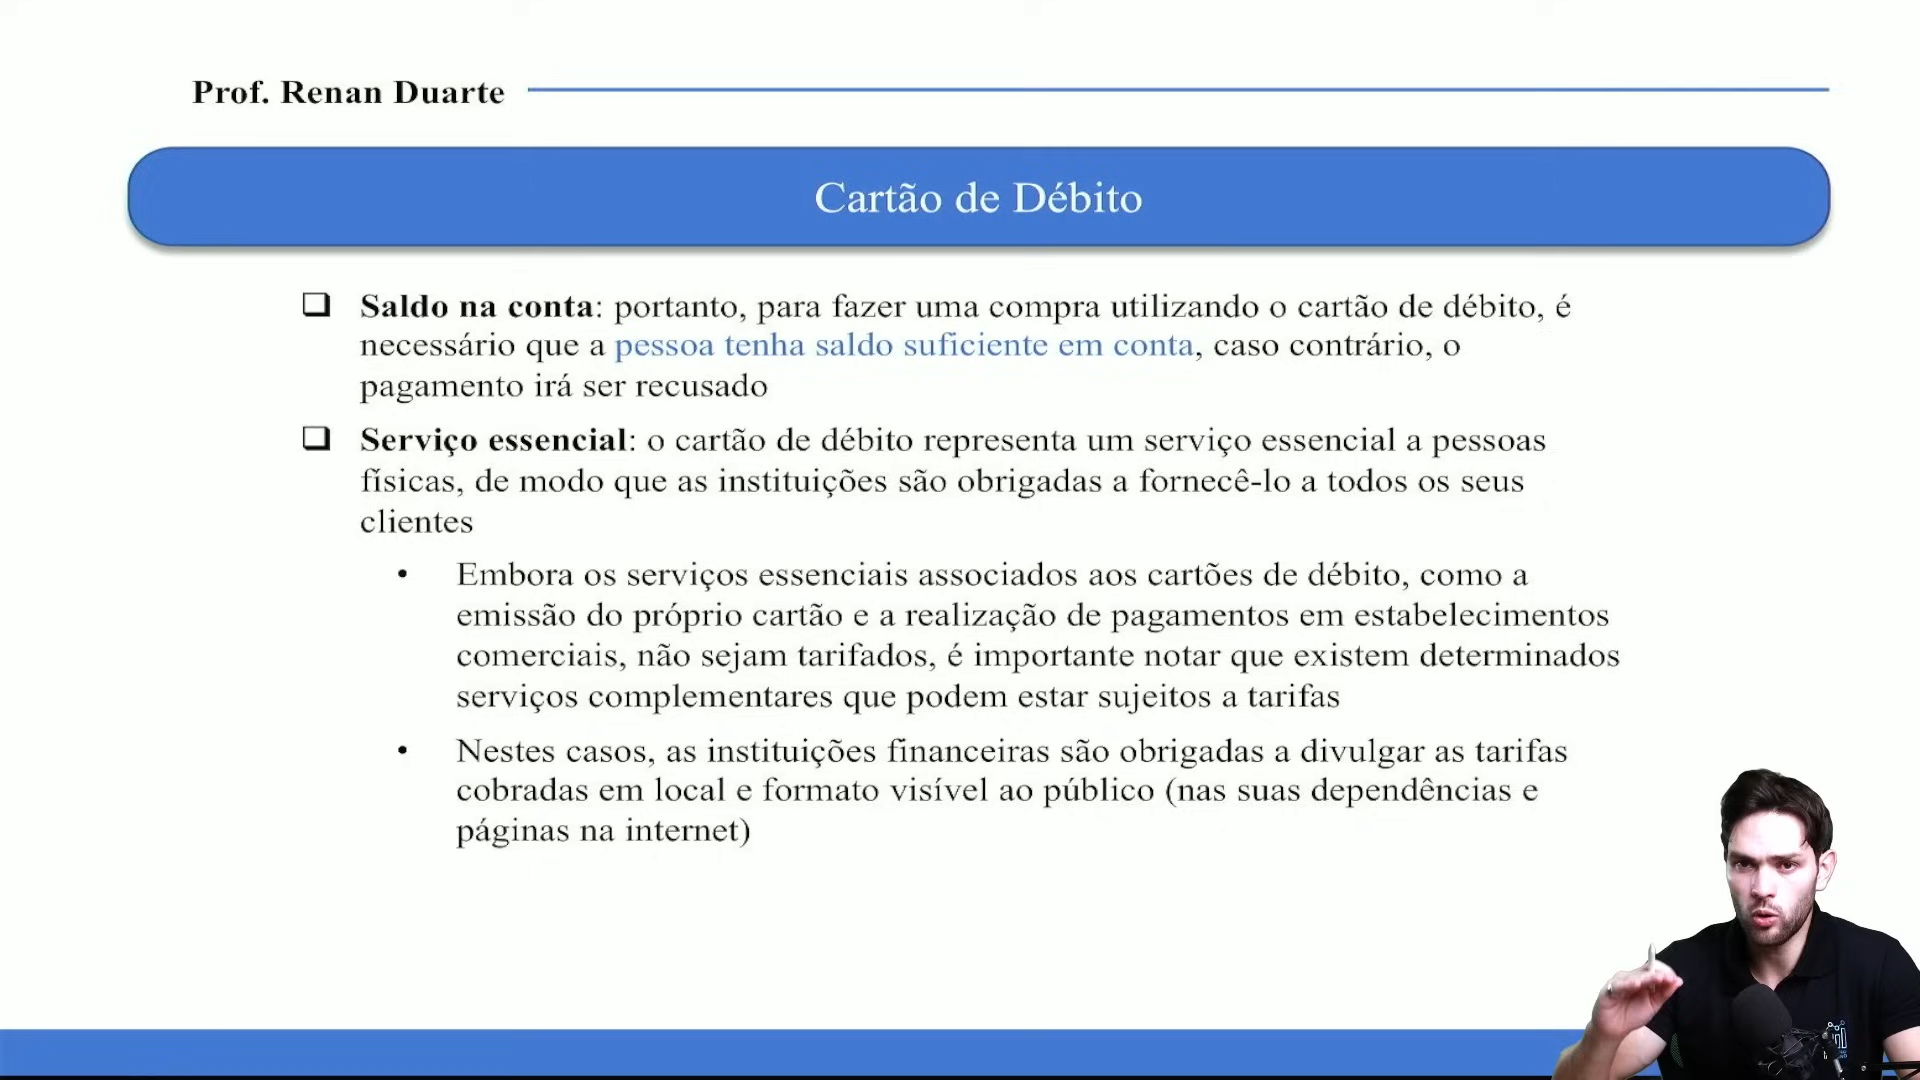 Prof. Renan Duarte
Cartão de Débito
Saldo na conta: portanto, para fazer uma compra utilizando o cartão de débito, é
necessário que a pessoa tenha saldo suficiente em conta, caso contrário, o
pagamento irá ser recusado
Serviço essencial: o cartão de débito representa um serviço essencial a pessoas
físicas, de modo que as instituições são obrigadas a fornecê-lo a todos os seus
clientes
• Embora os serviços essenciais associados aos cartões de débito, como a
emissão do próprio cartão e a realização de pagamentos em estabelecimentos
comerciais, não sejam tarifados, é importante notar que existem determinados
serviços complementares que podem estar sujeitos a tarifas
• Nestes casos, as instituições financeiras são obrigadas a divulgar as tarifas
cobradas em local e formato visível ao público (nas suas dependências e
páginas na internet)